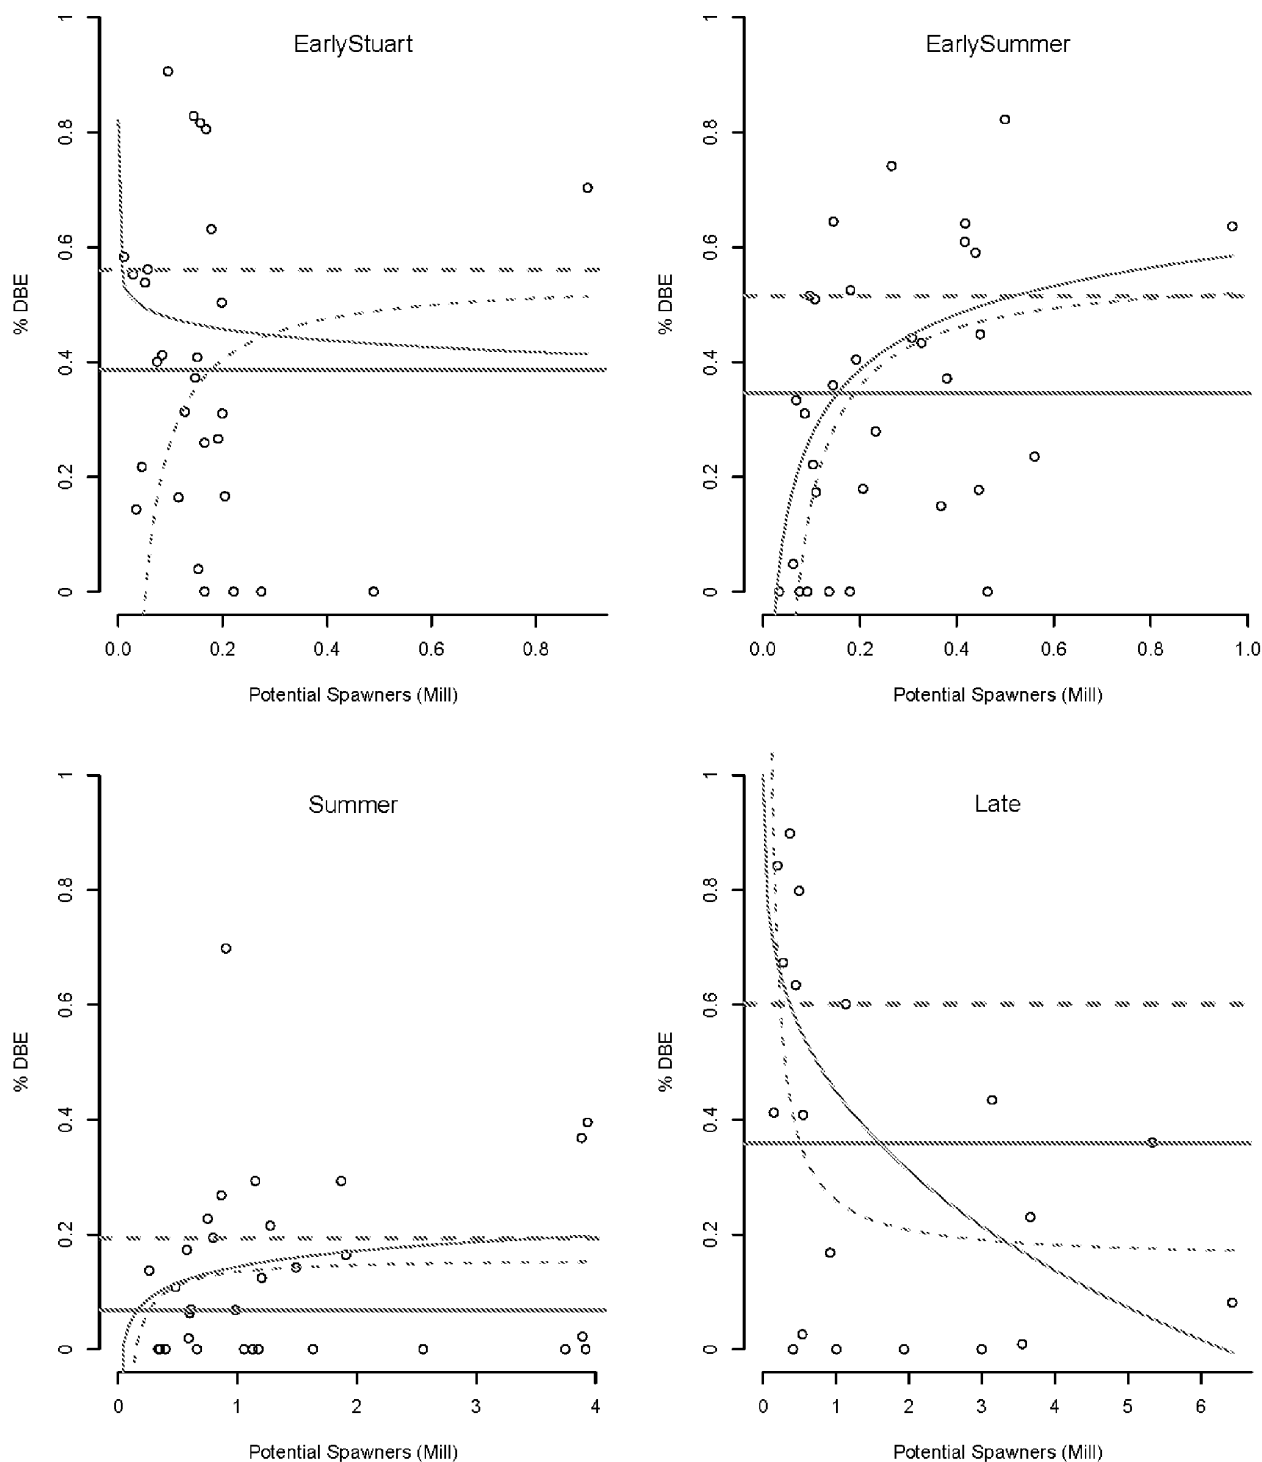 EarlyStuart
% DBE
1
0.8
0.6
0.4
0.2
0
0.0 0.2 0.4 0.6 0.8
Potential Spawners (Mill)
EarlySummer
% DBE
1
0.8
0.6
0.4
0.2
0
0.0 0.2 0.4 0.6 0.8 1.0
Potential Spawners (Mill)
Summer
% DBE
1
0.8
0.6
0.4
0.2
0
0 1 2 3 4
Potential Spawners (Mill)
Late
% DBE
1
0.8
0.6
0.4
0.2
0
0 1 2 3 4 5 6
Potential Spawners (Mill)